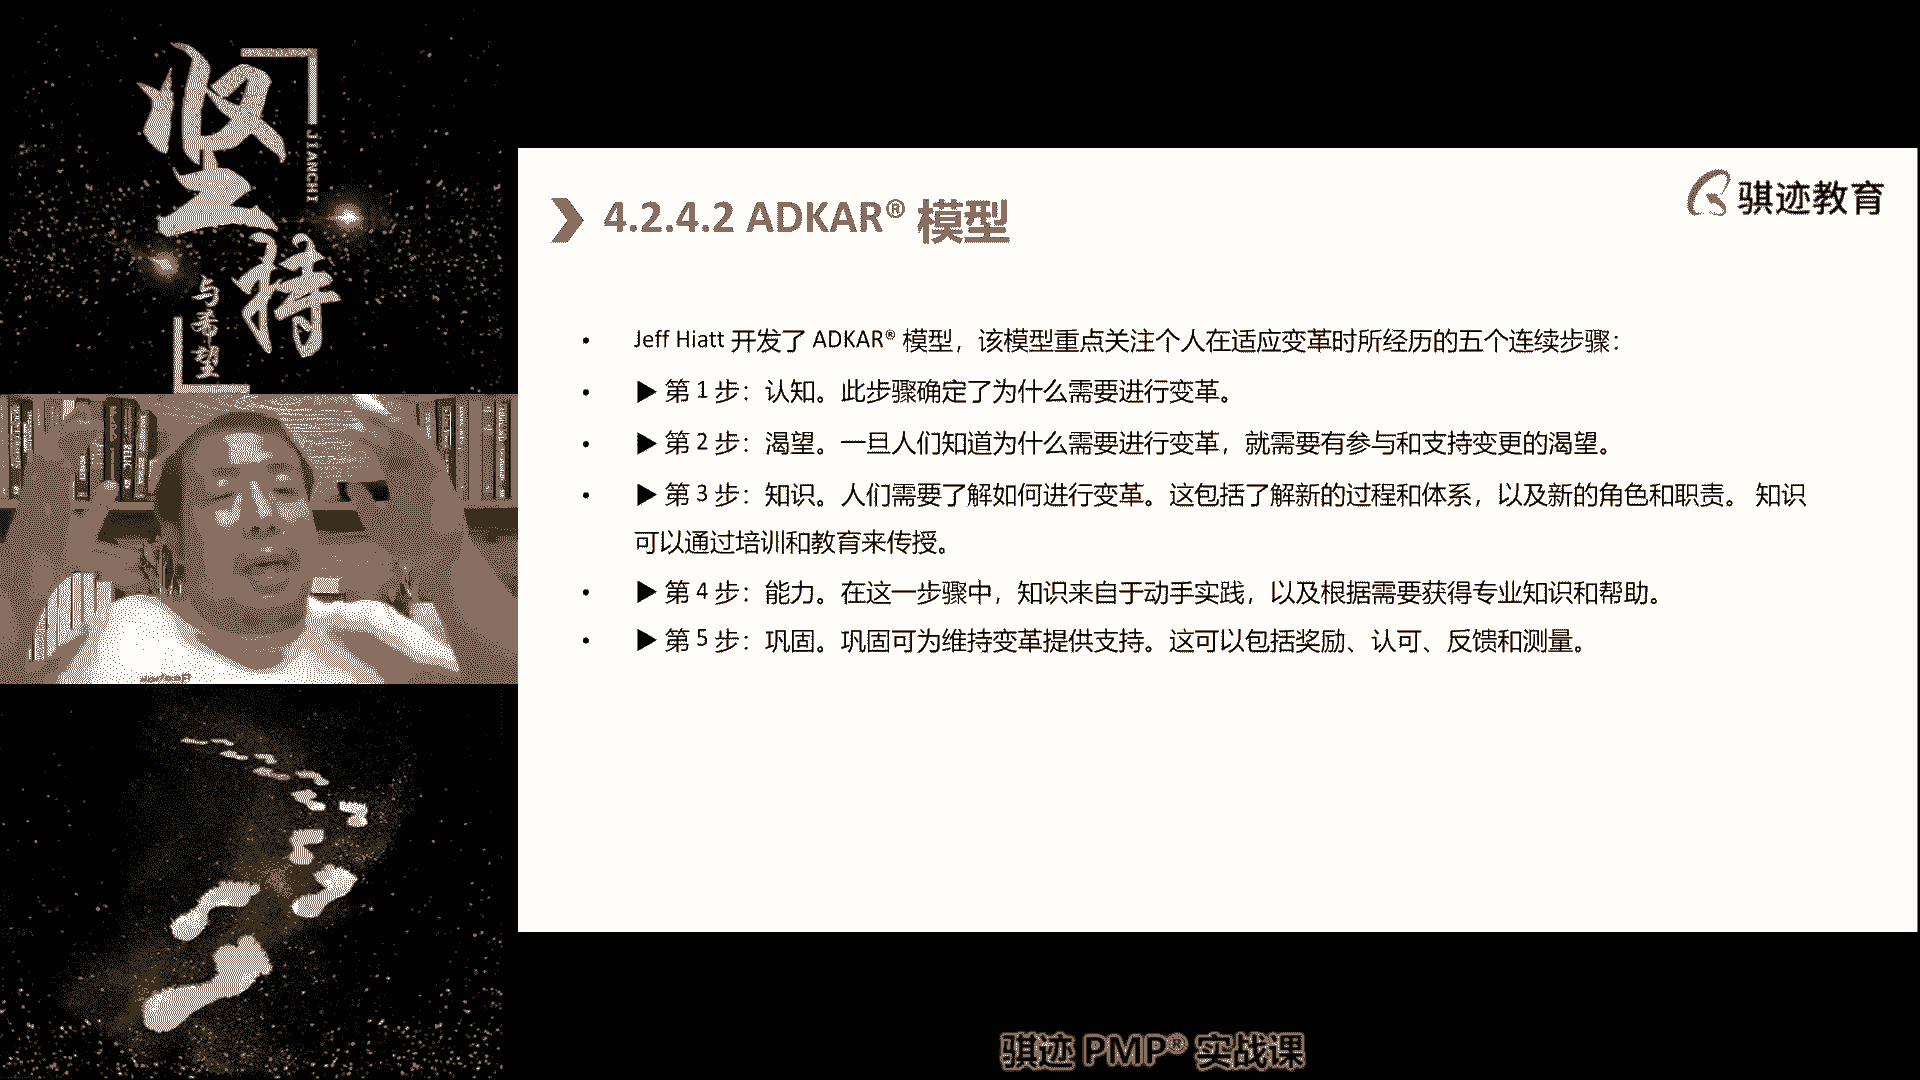 坚持
JIANCHI
与希望
骐迹教育
4.2.4.2 ADKAR® 模型
• Jeff Hiatt 开发了 ADKAR® 模型，该模型重点关注个人在适应变革时所经历的五个连续步骤：
• ▶ 第 1 步：认知。此步骤确定了为什么需要进行变革。
• ▶ 第 2 步：渴望。一旦人们知道为什么需要进行变革，就需要有参与和支持变更的渴望。
• ▶ 第 3 步：知识。人们需要了解如何进行变革。这包括了解新的过程和体系，以及新的角色和职责。 知识
可以通过培训和教育来传授。
• ▶ 第 4 步：能力。在这一步骤中，知识来自于动手实践，以及根据需要获得专业知识和帮助。
• ▶ 第 5 步：巩固。巩固可为维持变革提供支持。这可以包括奖励、认可、反馈和测量。
骐迹 PMP® 实战课